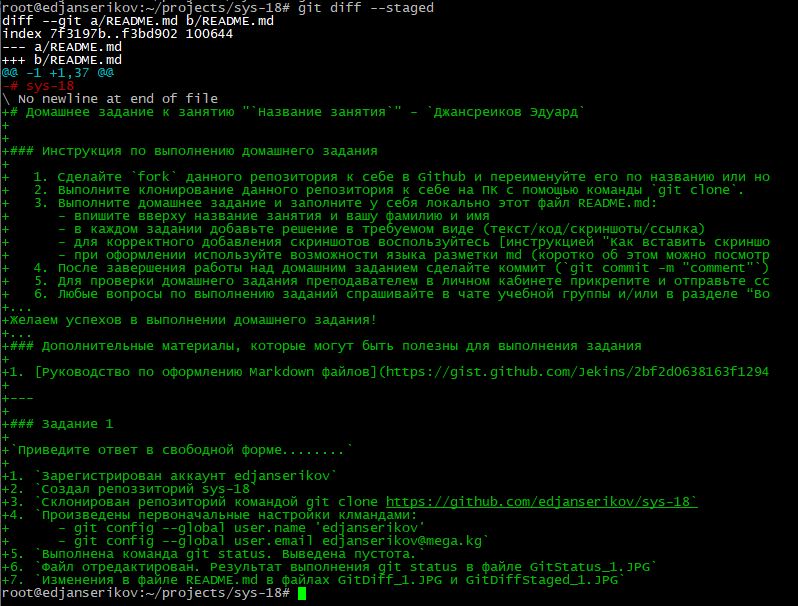 root@edjanserikov:~/projects/sys-18# git diff --staged
diff --git a/README.md b/README.md
index 7f3197b..f3bd902 100644
--- a/README.md
+++ b/README.md
@@ -1 +1,37 @@
-# sys-18
\ No newline at end of file
+# Домашнее задание к занятию "`Название занятия`" - `Джансреиков Эдуард`
+
+
+### Инструкция по выполнению домашнего задания
+
+   1. Сделайте `fork` данного репозитория к себе в Github и переименуйте его по названию или но
+   2. Выполните клонирование данного репозитория к себе на ПК с помощью команды `git clone`.
+   3. Выполните домашнее задание и заполните у себя локально этот файл README.md:
+      - впишите вверху название занятия и вашу фамилию и имя
+      - в каждом задании добавьте решение в требуемом виде (текст/код/скриншоты/ссылка)
+      - для корректного добавления скриншотов воспользуйтесь [инструкцией "Как вставить скриншо
+      - при оформлении используйте возможности языка разметки md (коротко об этом можно посмотр
+   4. После завершения работы над домашним заданием сделайте коммит (`git commit -m "comment"`)
+   5. Для проверки домашнего задания преподавателем в личном кабинете прикрепите и отправьте сс
+   6. Любые вопросы по выполнению заданий спрашивайте в чате учебной группы и/или в разделе “Во
+...
+Желаем успехов в выполнении домашнего задания!
+...
+### Дополнительные материалы, которые могут быть полезны для выполнения задания
+
+1. [Руководство по оформлению Markdown файлов](https://gist.github.com/Jekins/2bf2d0638163f1294
+
+---
+
+### Задание 1
+
+`Приведите ответ в свободной форме........`
+
+1. `Зарегистрирован аккаунт edjanserikov`
+2. `Создал репоззиторий sys-18`
+3. `Склонирован репозиторий командой git clone https://github.com/edjanserikov/sys-18`
+4. `Произведены первоначальные настройки клмандами:
+      - git config --global user.name 'edjanserikov'
+      - git config --global user.email edjanserikov@mega.kg`
+5. `Выполнена команда git status. Выведена пустота.`
+6. `Файл отредактирован. Результат выполнения git status в файле GitStatus_1.JPG`
+7. `Изменения в файле README.md в файлах GitDiff_1.JPG и GitDiffStaged_1.JPG`
root@edjanserikov:~/projects/sys-18#